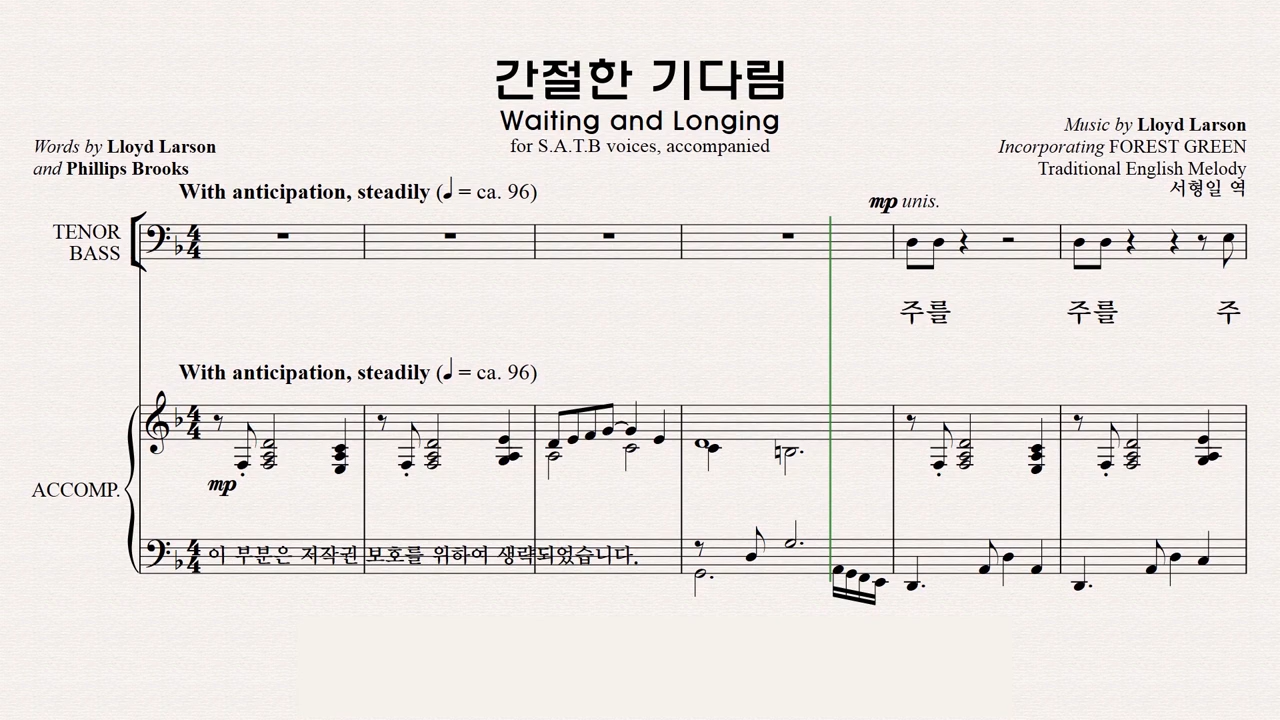 간절한 기다림
Waiting and Longing
for S.A.T.B voices, accompanied
Words by Lloyd Larson
and Phillips Brooks
Music by Lloyd Larson
Incorporating FOREST GREEN
Traditional English Melody
서형일 역
With anticipation, steadily (♩ = ca. 96)
mp unis.
TENOR
BASS
주를 주를 주
With anticipation, steadily (♩ = ca. 96)
mp
ACCOMP.
이 부분은 저작권 보호를 위하여 생략되었습니다.